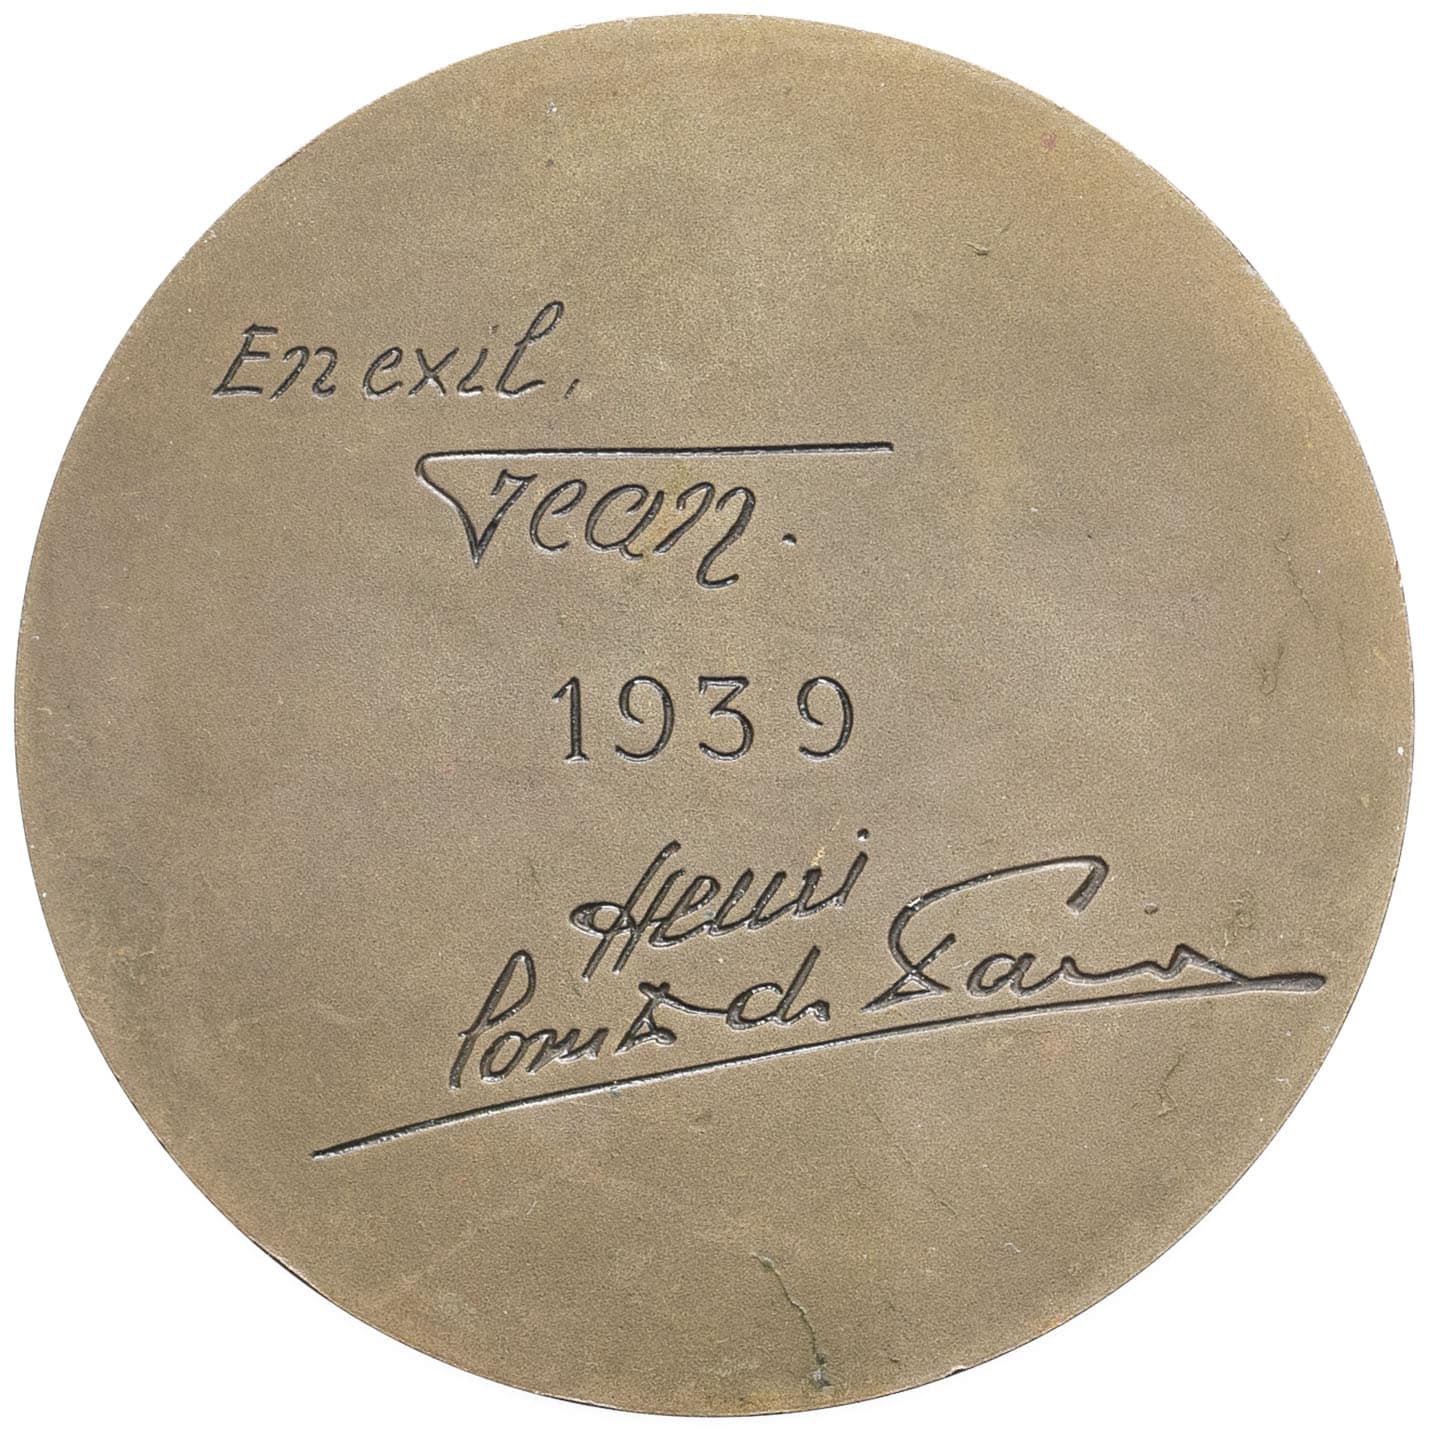 En exil,
Jean.
1939
Henri
Comte de Paris